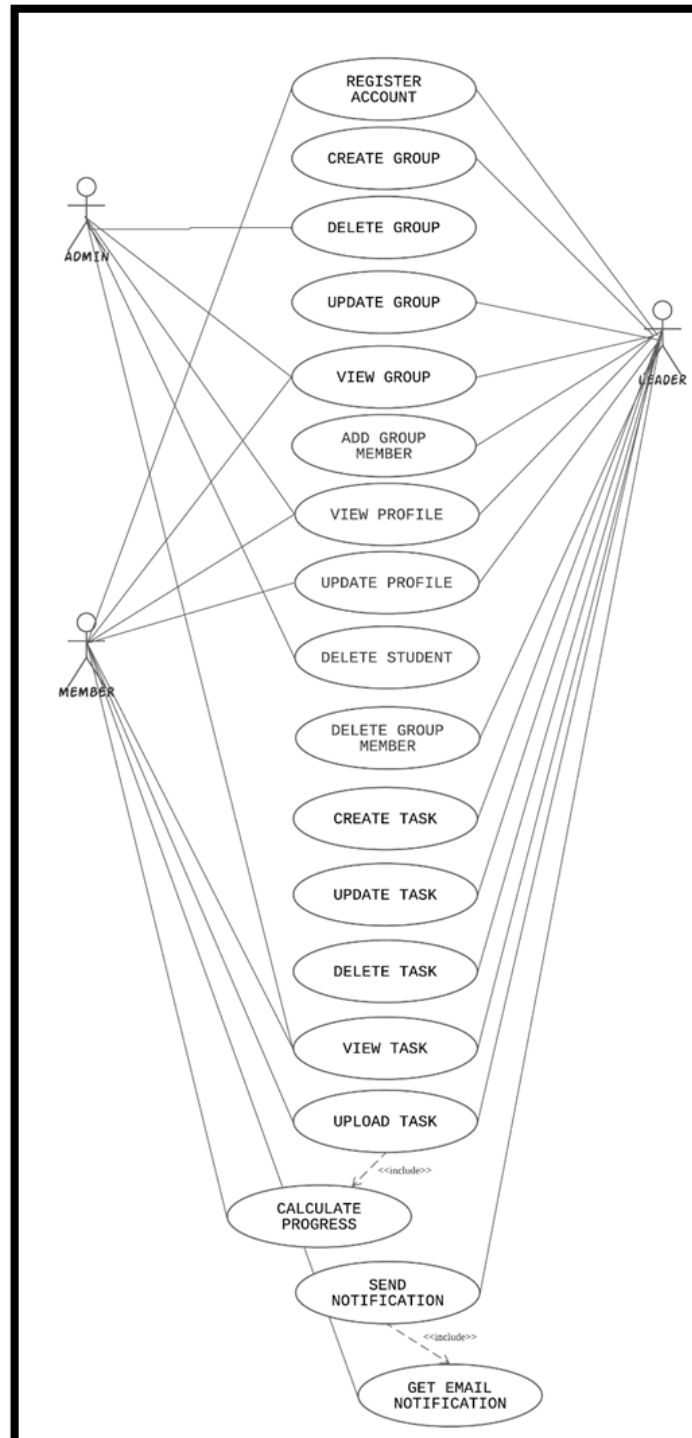 REGISTER
ACCOUNT
CREATE GROUP
ADMIN
DELETE GROUP
UPDATE GROUP
LEADER
VIEW GROUP
ADD GROUP
MEMBER
VIEW PROFILE
UPDATE PROFILE
MEMBER
DELETE STUDENT
DELETE GROUP
MEMBER
CREATE TASK
UPDATE TASK
DELETE TASK
VIEW TASK
UPLOAD TASK
<<include>>
CALCULATE
PROGRESS
SEND
NOTIFICATION
<<include>>
GET EMAIL
NOTIFICATION